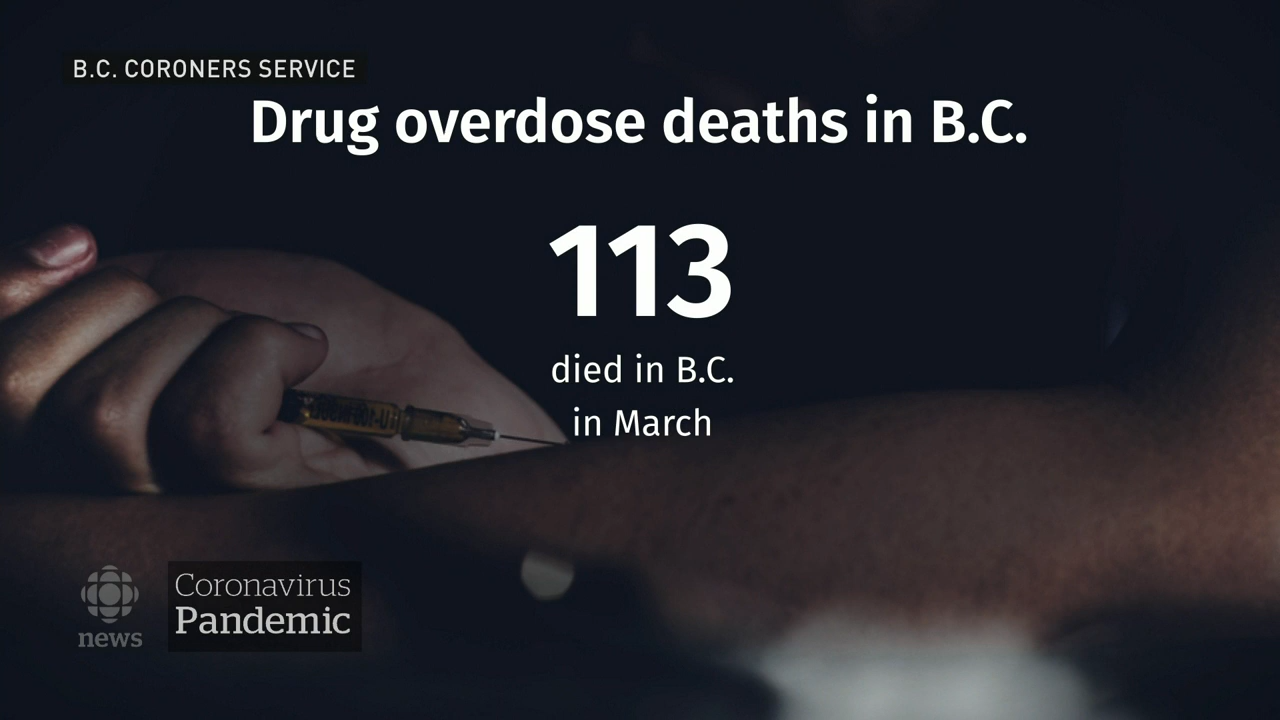 B.C. CORONERS SERVICE
Drug overdose deaths in B.C.
113
died in B.C.
in March
news
Coronavirus
Pandemic